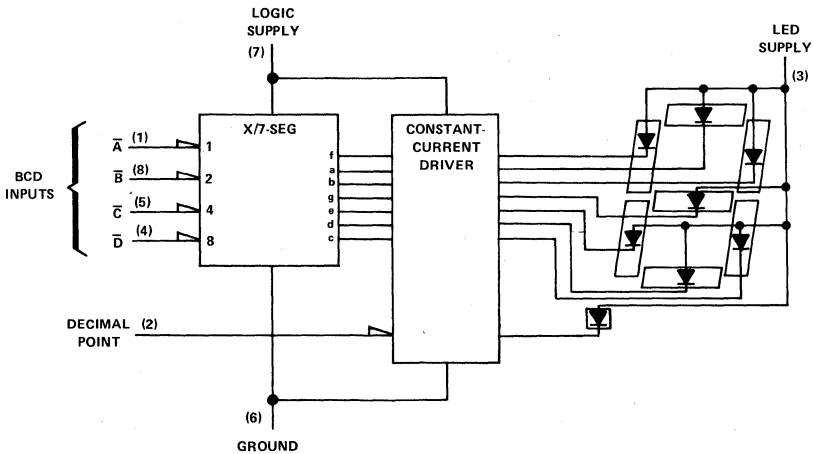 LOGIC
SUPPLY
(7)
LED
SUPPLY
(3)
X/7-SEG
CONSTANT-
CURRENT
DRIVER
BCD
INPUTS
A̅ (1) 1
B̅ (8) 2
C̅ (5) 4
D̅ (4) 8
f
a
b
g
e
d
c
DECIMAL (2)
POINT
(6)
GROUND